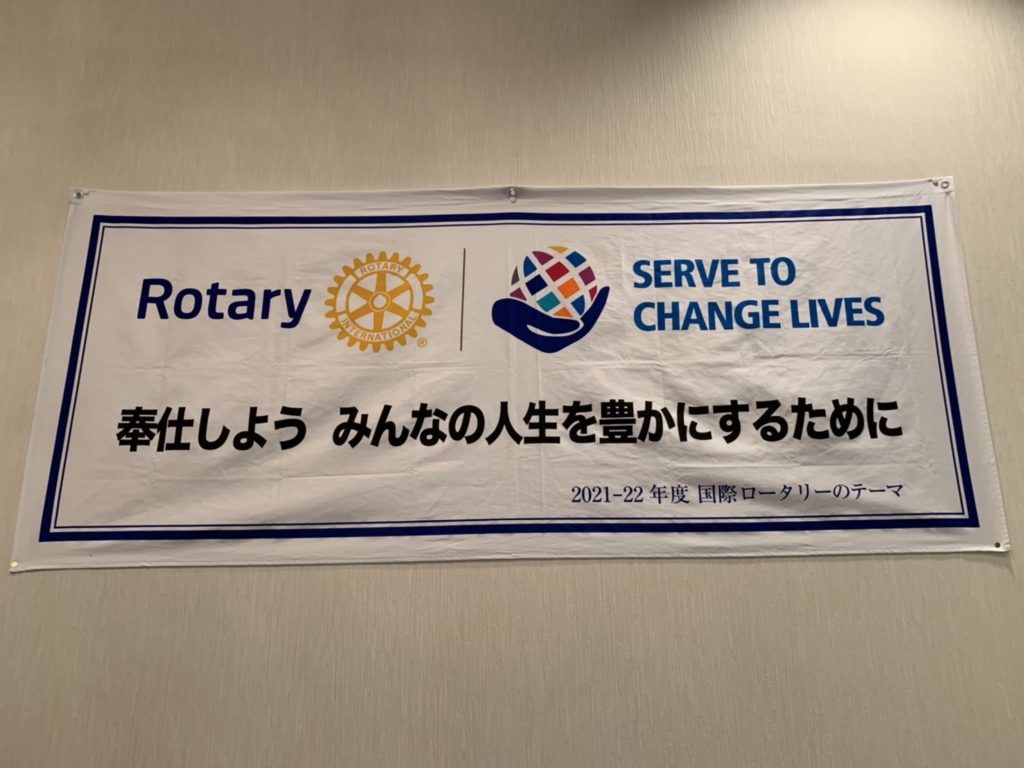 Rotary
ROTARY
INTERNATIONAL
®
SERVE TO
CHANGE LIVES
奉仕しよう みんなの人生を豊かにするために
2021-22 年度 国際ロータリーのテーマ